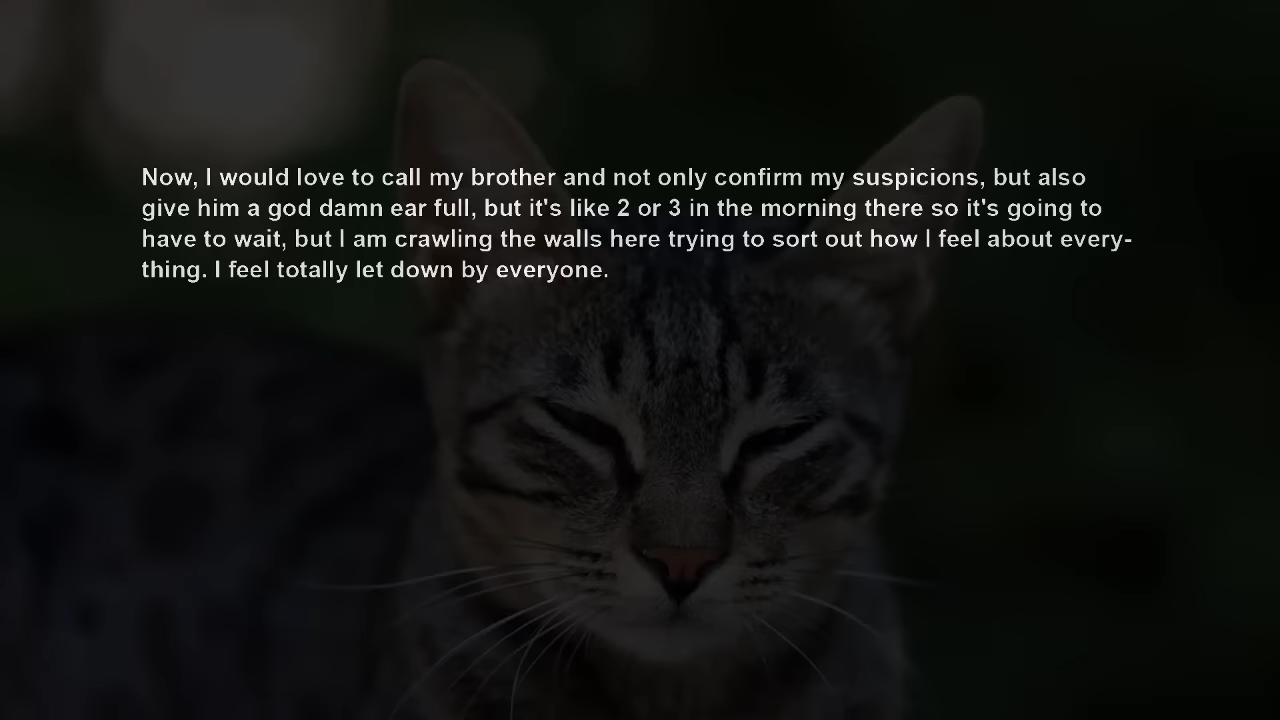 Now, I would love to call my brother and not only confirm my suspicions, but also
give him a god damn ear full, but it's like 2 or 3 in the morning there so it's going to
have to wait, but I am crawling the walls here trying to sort out how I feel about every-
thing. I feel totally let down by everyone.